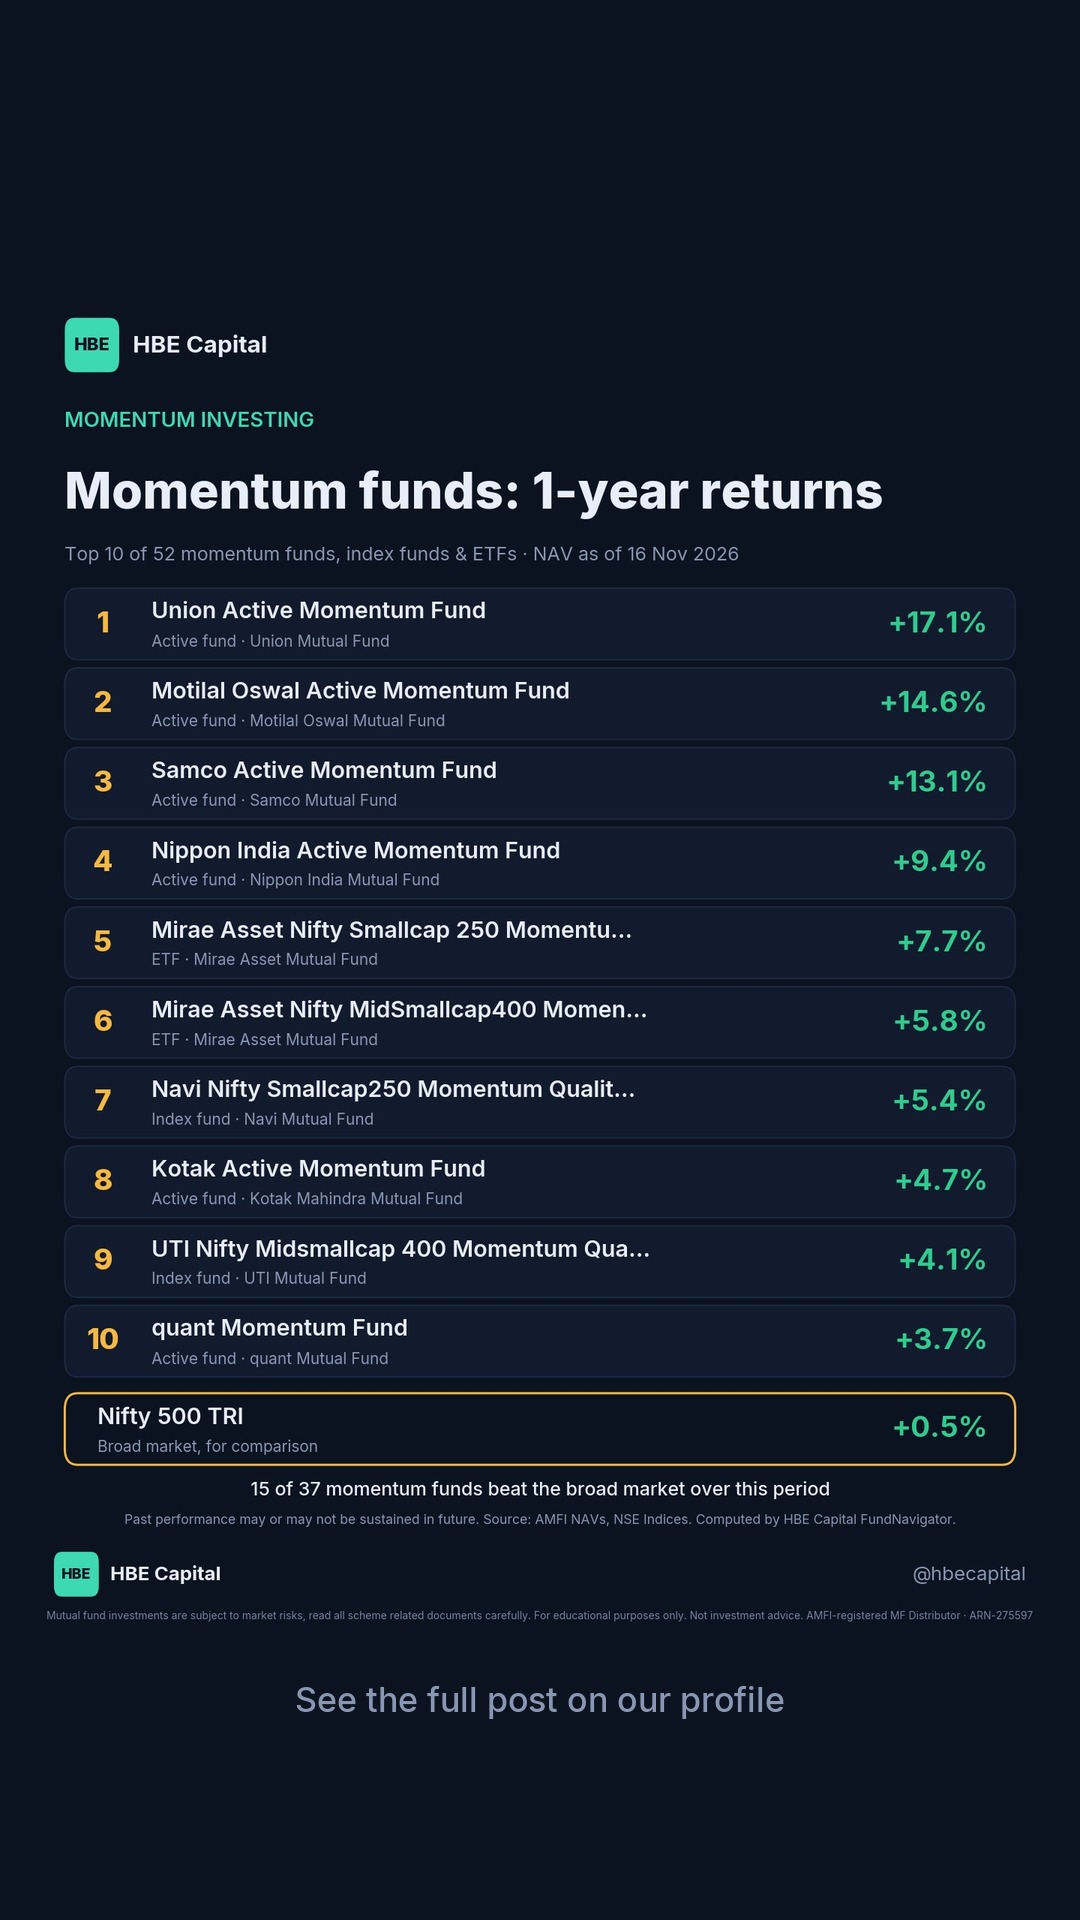 HBE HBE Capital
MOMENTUM INVESTING
Momentum funds: 1-year returns
Top 10 of 52 momentum funds, index funds & ETFs · NAV as of 16 Nov 2026
1 Union Active Momentum Fund +17.1%
Active fund · Union Mutual Fund
2 Motilal Oswal Active Momentum Fund +14.6%
Active fund · Motilal Oswal Mutual Fund
3 Samco Active Momentum Fund +13.1%
Active fund · Samco Mutual Fund
4 Nippon India Active Momentum Fund +9.4%
Active fund · Nippon India Mutual Fund
5 Mirae Asset Nifty Smallcap 250 Momentu... +7.7%
ETF · Mirae Asset Mutual Fund
6 Mirae Asset Nifty MidSmallcap400 Momen... +5.8%
ETF · Mirae Asset Mutual Fund
7 Navi Nifty Smallcap250 Momentum Qualit... +5.4%
Index fund · Navi Mutual Fund
8 Kotak Active Momentum Fund +4.7%
Active fund · Kotak Mahindra Mutual Fund
9 UTI Nifty Midsmallcap 400 Momentum Qua... +4.1%
Index fund · UTI Mutual Fund
10 quant Momentum Fund +3.7%
Active fund · quant Mutual Fund
Nifty 500 TRI +0.5%
Broad market, for comparison
15 of 37 momentum funds beat the broad market over this period
Past performance may or may not be sustained in future. Source: AMFI NAVs, NSE Indices. Computed by HBE Capital FundNavigator.
HBE HBE Capital @hbecapital
Mutual fund investments are subject to market risks, read all scheme related documents carefully. For educational purposes only. Not investment advice. AMFI-registered MF Distributor · ARN-275597
See the full post on our profile